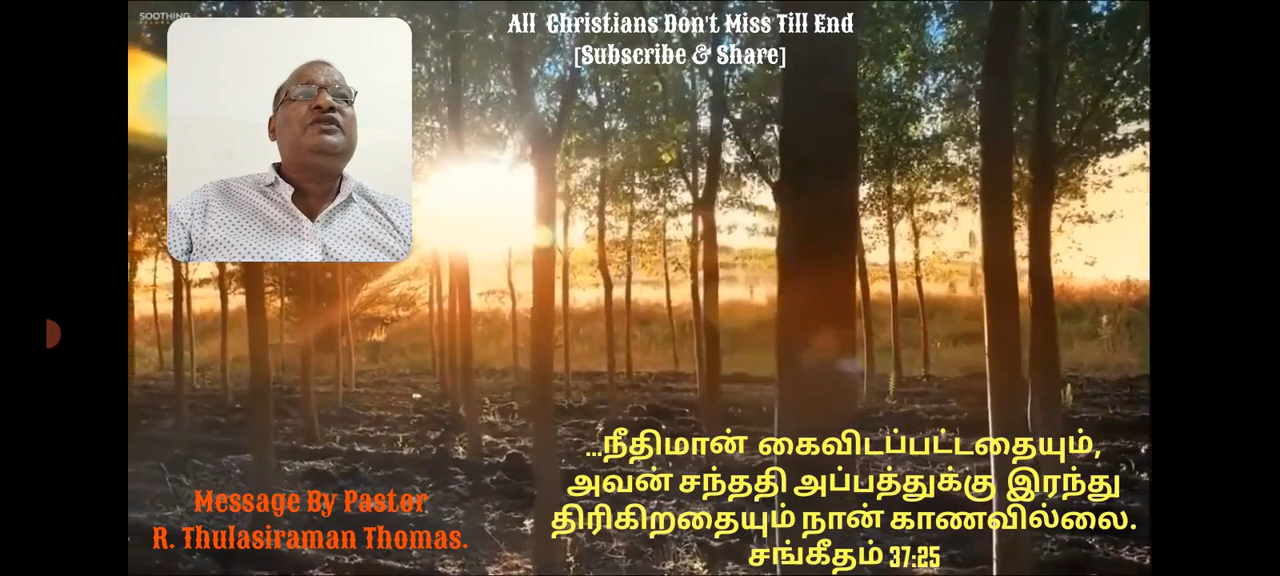 SOOTHING
All Christians Don't Miss Till End
[Subscribe & Share]
...நீதிமான் கைவிடப்பட்டதையும்,
அவன் சந்ததி அப்பத்துக்கு இரந்து
திரிகிறதையும் நான் காணவில்லை.
சங்கீதம் 37:25
Message By Pastor
R. Thulasiraman Thomas.